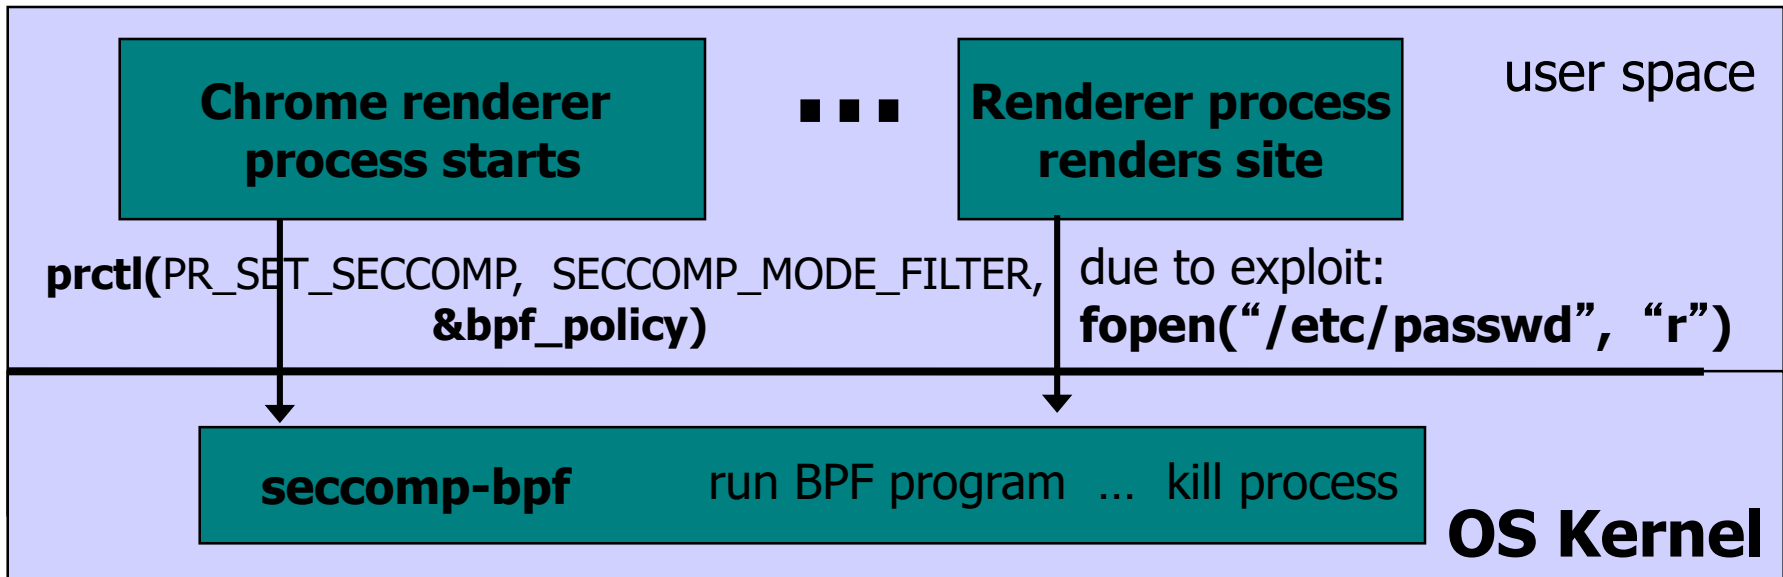 user space
Chrome renderer
process starts
...
Renderer process
renders site
prctl(PR_SET_SECCOMP, SECCOMP_MODE_FILTER,
&bpf_policy)
due to exploit:
fopen(“/etc/passwd”, “r”)
seccomp-bpf run BPF program … kill process
OS Kernel